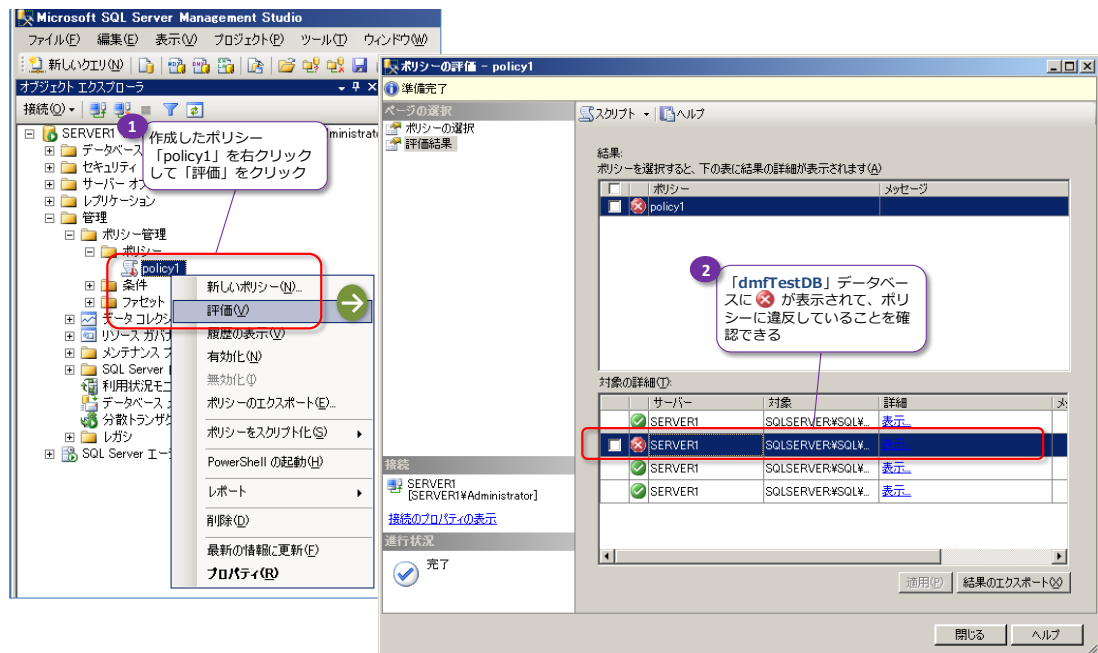 Microsoft SQL Server Management Studio
ファイル(F) 編集(E) 表示(V) プロジェクト(P) ツール(T) ウィンドウ(W)
新しいクエリ(N)
オブジェクト エクスプローラ
接続(O)
SERVER1
1
作成したポリシー
「policy1」を右クリック
して「評価」をクリック
データベース
セキュリティ
サーバー オブ
レプリケーション
管理
ポリシー管理
ポリシー
policy1
条件
ファセット
データ コレクシ
リソース ガバナ
メンテナンス プ
SQL Server
利用状況モニ
データベース
分散トランザク
レガシ
SQL Server エー
新しいポリシー(N)...
評価(V)
履歴の表示(V)
有効化(N)
無効化(I)
ポリシーのエクスポート(E)...
ポリシーをスクリプト化(S)
PowerShell の起動(H)
レポート
削除(D)
最新の情報に更新(F)
プロパティ(R)
ポリシーの評価 - policy1
準備完了
ページの選択
ポリシーの選択
評価結果
スクリプト ヘルプ
結果:
ポリシーを選択すると、下の表に結果の詳細が表示されます(A)
ポリシー メッセージ
policy1
2
「dmfTestDB」データベー
スに が表示されて、ポリ
シーに違反していることを確
認できる
対象の詳細(T):
サーバー 対象 詳細
SERVER1 SQLSERVER¥SQL¥... 表示...
SERVER1 SQLSERVER¥SQL¥... 表示...
SERVER1 SQLSERVER¥SQL¥... 表示...
SERVER1 SQLSERVER¥SQL¥... 表示...
接続
SERVER1
[SERVER1¥Administrator]
接続のプロパティの表示
進行状況
完了
適用(P) 結果のエクスポート(X)
閉じる ヘルプ